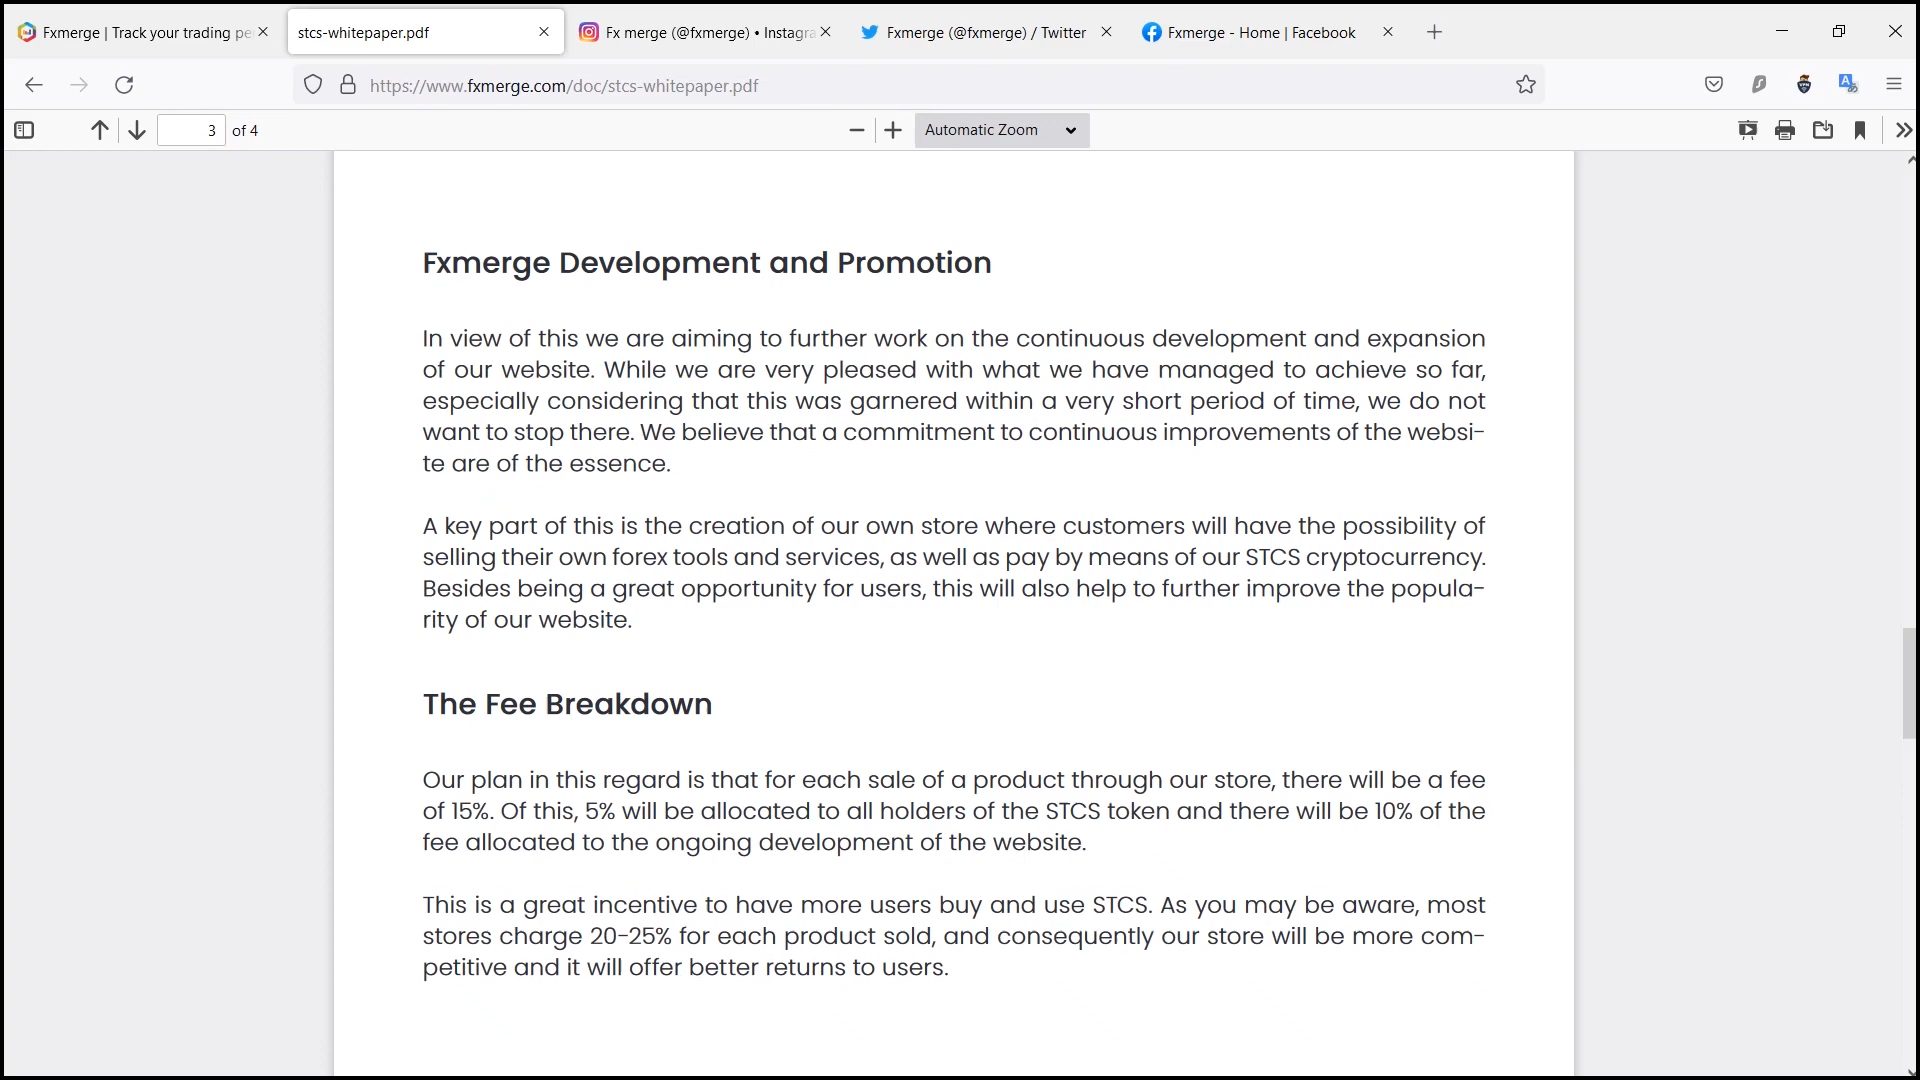 Fxmerge | Track your trading pe
stcs-whitepaper.pdf
Fx merge (@fxmerge) • Instagra
Fxmerge (@fxmerge) / Twitter
Fxmerge - Home | Facebook
https://www.fxmerge.com/doc/stcs-whitepaper.pdf
3 of 4
Automatic Zoom
Fxmerge Development and Promotion
In view of this we are aiming to further work on the continuous development and expansion
of our website. While we are very pleased with what we have managed to achieve so far,
especially considering that this was garnered within a very short period of time, we do not
want to stop there. We believe that a commitment to continuous improvements of the websi-
te are of the essence.
A key part of this is the creation of our own store where customers will have the possibility of
selling their own forex tools and services, as well as pay by means of our STCS cryptocurrency.
Besides being a great opportunity for users, this will also help to further improve the popula-
rity of our website.
The Fee Breakdown
Our plan in this regard is that for each sale of a product through our store, there will be a fee
of 15%. Of this, 5% will be allocated to all holders of the STCS token and there will be 10% of the
fee allocated to the ongoing development of the website.
This is a great incentive to have more users buy and use STCS. As you may be aware, most
stores charge 20-25% for each product sold, and consequently our store will be more com-
petitive and it will offer better returns to users.